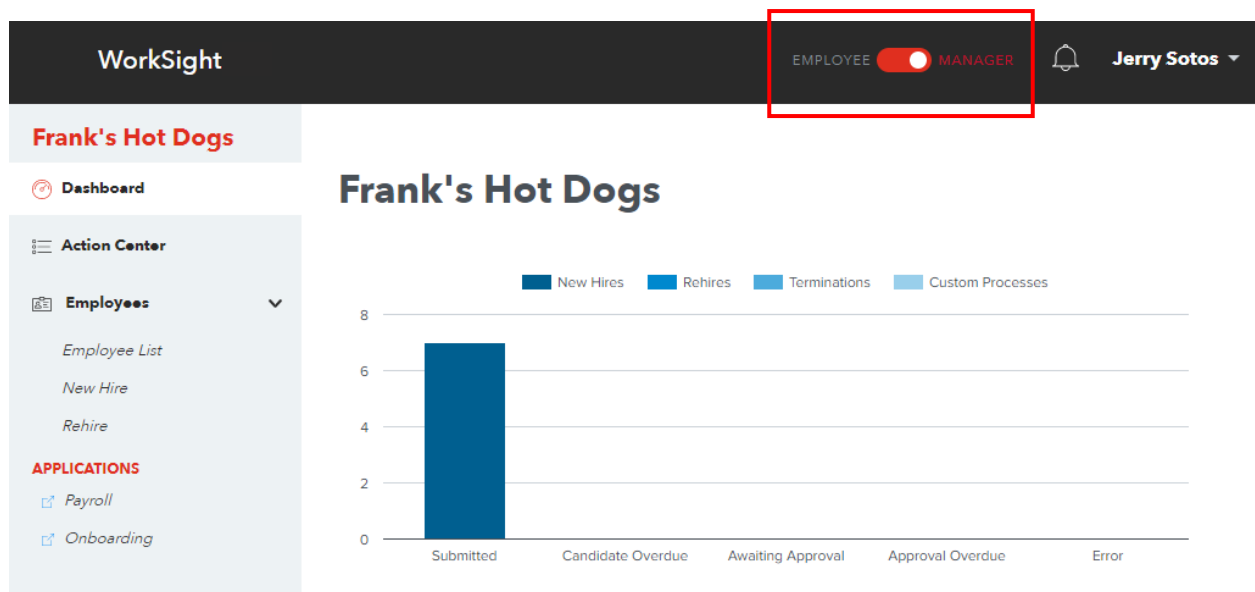 WorkSight
EMPLOYEE MANAGER
Jerry Sotos
Frank's Hot Dogs
Dashboard
Action Center
Employees
Employee List
New Hire
Rehire
APPLICATIONS
Payroll
Onboarding
Frank's Hot Dogs
New Hires Rehires Terminations Custom Processes
8
6
4
2
0
Submitted Candidate Overdue Awaiting Approval Approval Overdue Error